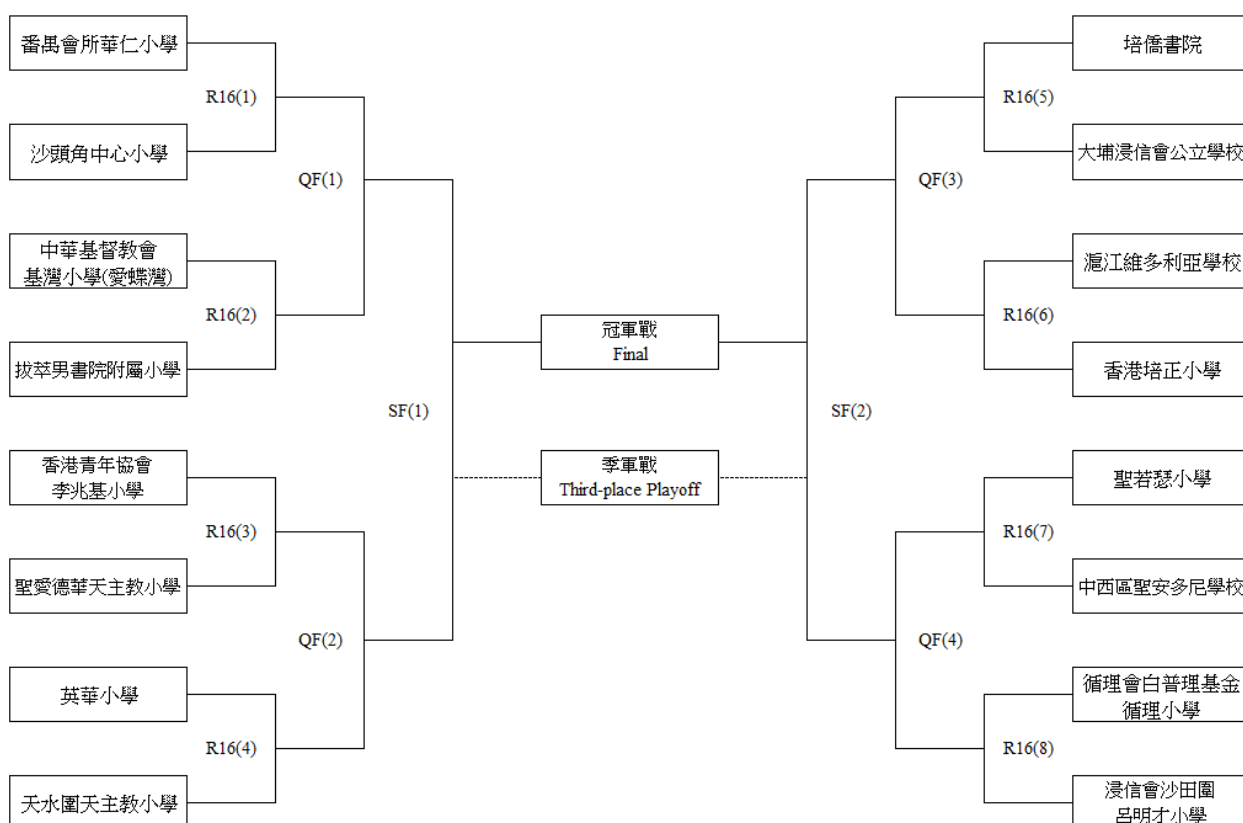 番禺會所華仁小學
R16(1)
沙頭角中心小學
QF(1)
中華基督教會
基灣小學(愛蝶灣)
R16(2)
拔萃男書院附屬小學
SF(1)
香港青年協會
李兆基小學
R16(3)
聖愛德華天主教小學
QF(2)
英華小學
R16(4)
天水圍天主教小學
冠軍戰
Final
季軍戰
Third-place Playoff
培僑書院
R16(5)
大埔浸信會公立學校
QF(3)
滬江維多利亞學校
R16(6)
香港培正小學
SF(2)
聖若瑟小學
R16(7)
中西區聖安多尼學校
QF(4)
循理會白普理基金
循理小學
R16(8)
浸信會沙田圍
呂明才小學